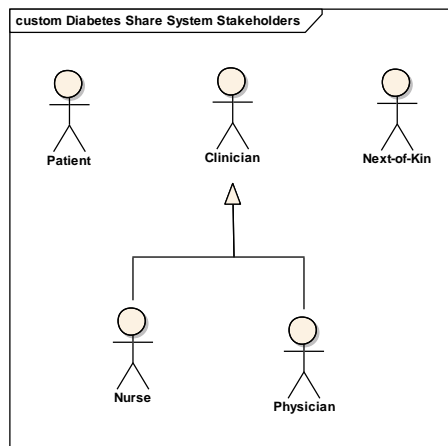 custom Diabetes Share System Stakeholders
Patient
Clinician
Next-of-Kin
Nurse
Physician